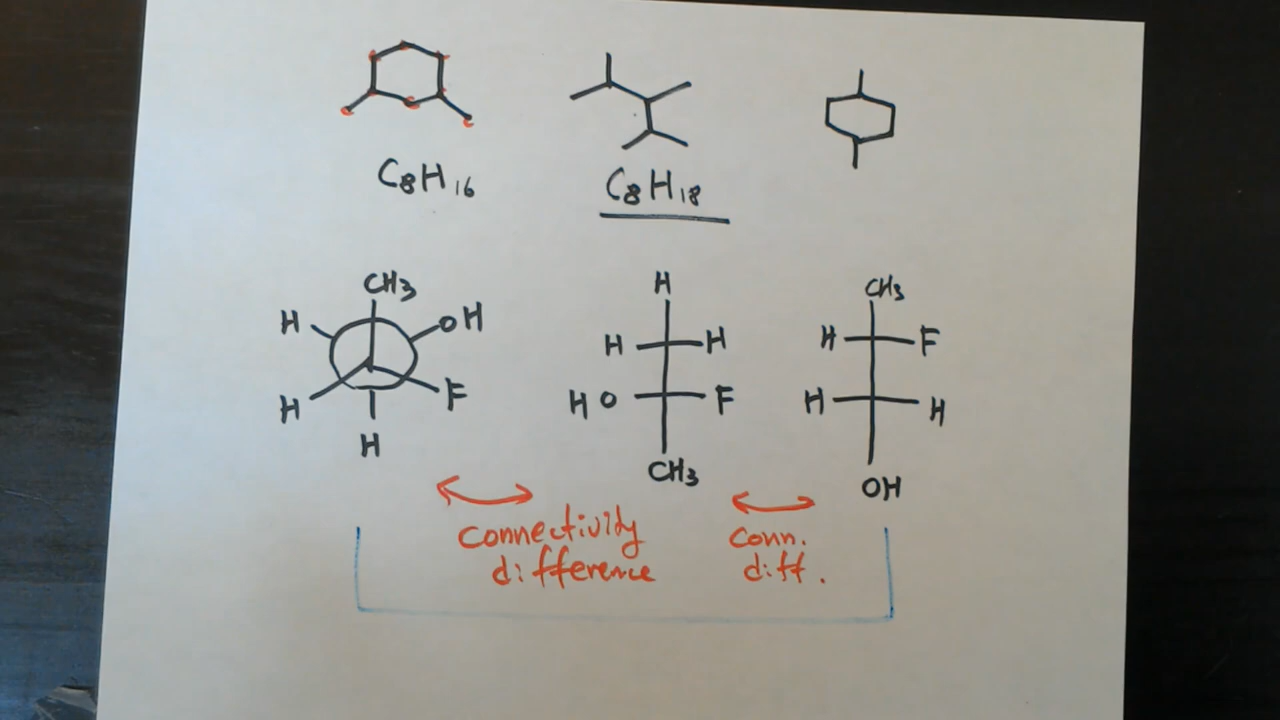 C8H16
C8H18
CH3
H
OH
H
F
H
H
H
H
HO
F
CH3
CH3
H
F
H
H
OH
Connectivity
difference
Conn.
diff.